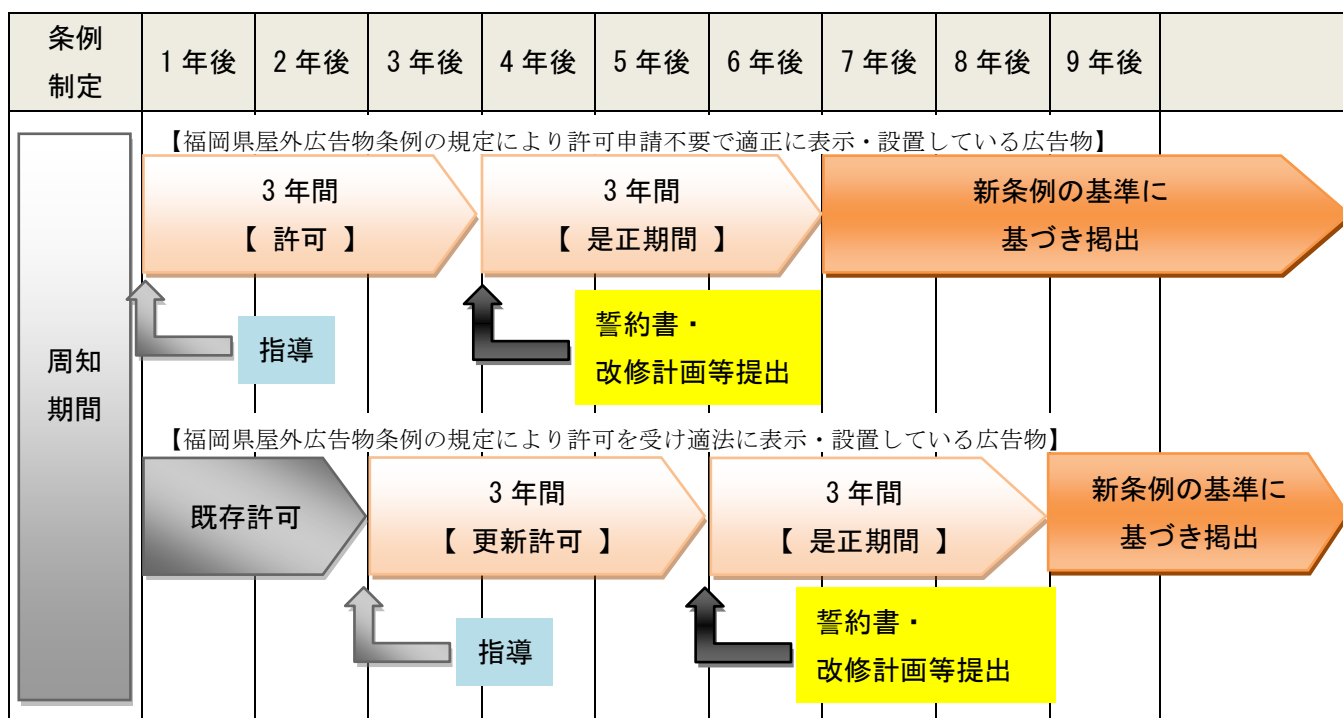 条例
制定
1 年後
2 年後
3 年後
4 年後
5 年後
6 年後
7 年後
8 年後
9 年後
周知
期間
【福岡県屋外広告物条例の規定により許可申請不要で適正に表示・設置している広告物】
3 年間
【 許可 】
3 年間
【 是正期間 】
新条例の基準に
基づき掲出
指導
誓約書・
改修計画等提出
【福岡県屋外広告物条例の規定により許可を受け適法に表示・設置している広告物】
既存許可
3 年間
【 更新許可 】
3 年間
【 是正期間 】
新条例の基準に
基づき掲出
指導
誓約書・
改修計画等提出